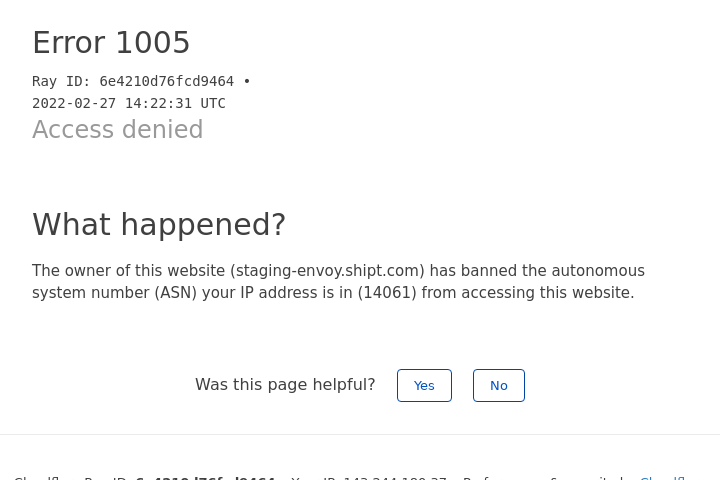 Error 1005
Ray ID: 6e4210d76fcd9464 •
2022-02-27 14:22:31 UTC
Access denied
What happened?
The owner of this website (staging-envoy.shipt.com) has banned the autonomous
system number (ASN) your IP address is in (14061) from accessing this website.
Was this page helpful? Yes No